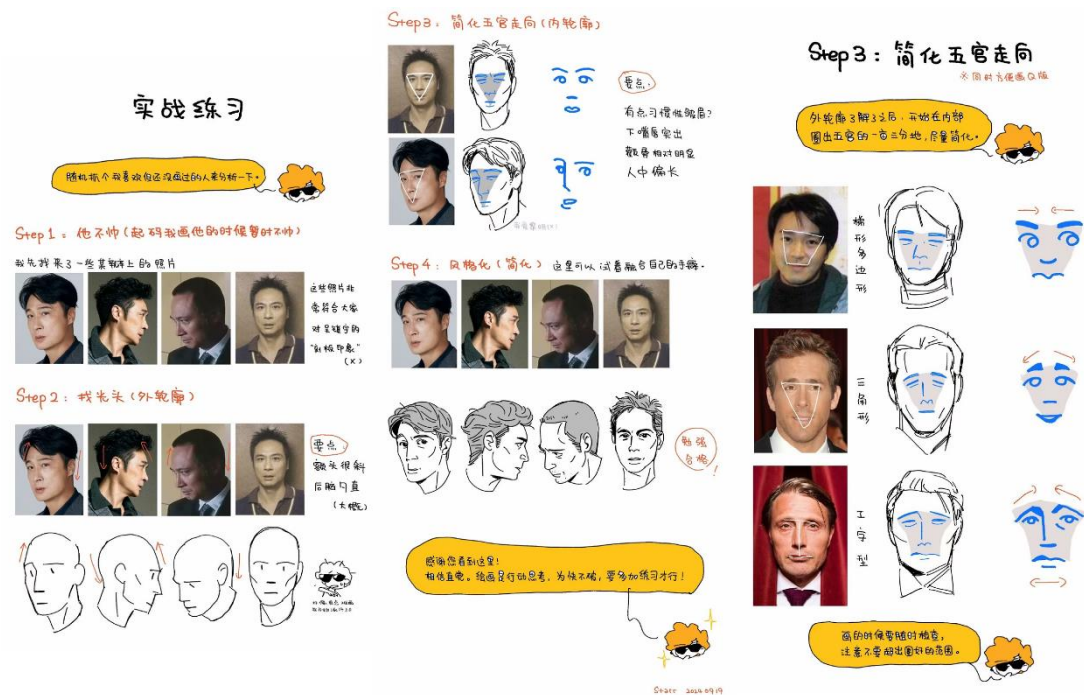 实战练习
随机抓个我喜欢但还没画过的人来分析一下。
Step 1：他不帅（起码我画他的时候暂时不帅）
我先找来了一些某朝上的照片
这些照片非
常符合大家
对吴镇宇的
“刻板印象”
（×）
Step 2：找光头（外轮廓）
要点
额头很斜
后脑勺直
（大概）
Step3：简化五官走向（内轮廓）
要点.
有点习惯性皱眉？
下嘴唇突出
颧骨相对明显
人中偏长
Step4：风格化（简化） 这里可以试着融合自己的手癖。
勉强
合格！
感谢您看到这里！
相信直觉。绘画是行动思考，为快不破，要多加练习才行！
Starr 2024.09.19
Step 3：简化五官走向
※同时方便画Q版
外轮廓了解了之后，开始在内部
圈出五官的一亩三分地，尽量简化。
梯形多边形
三角形
工字型
画的时候要随时检查，
注意不要超出圈好的范围。